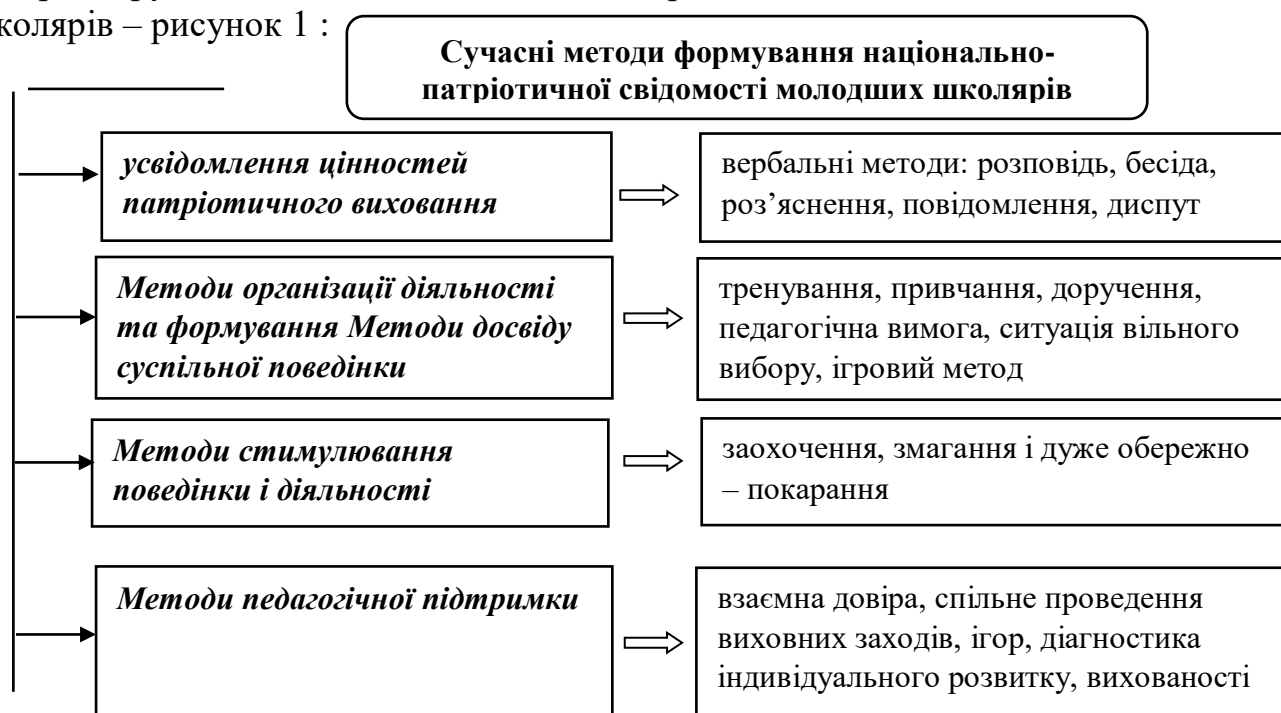 колярів – рисунок 1 :
Сучасні методи формування національно-
патріотичної свідомості молодших школярів
усвідомлення цінностей
патріотичного виховання
вербальні методи: розповідь, бесіда,
роз’яснення, повідомлення, диспут
Методи організації діяльності
та формування Методи досвіду
суспільної поведінки
тренування, привчання, доручення,
педагогічна вимога, ситуація вільного
вибору, ігровий метод
Методи стимулювання
поведінки і діяльності
заохочення, змагання і дуже обережно
– покарання
Методи педагогічної підтримки
взаємна довіра, спільне проведення
виховних заходів, ігор, діагностика
індивідуального розвитку, вихованості